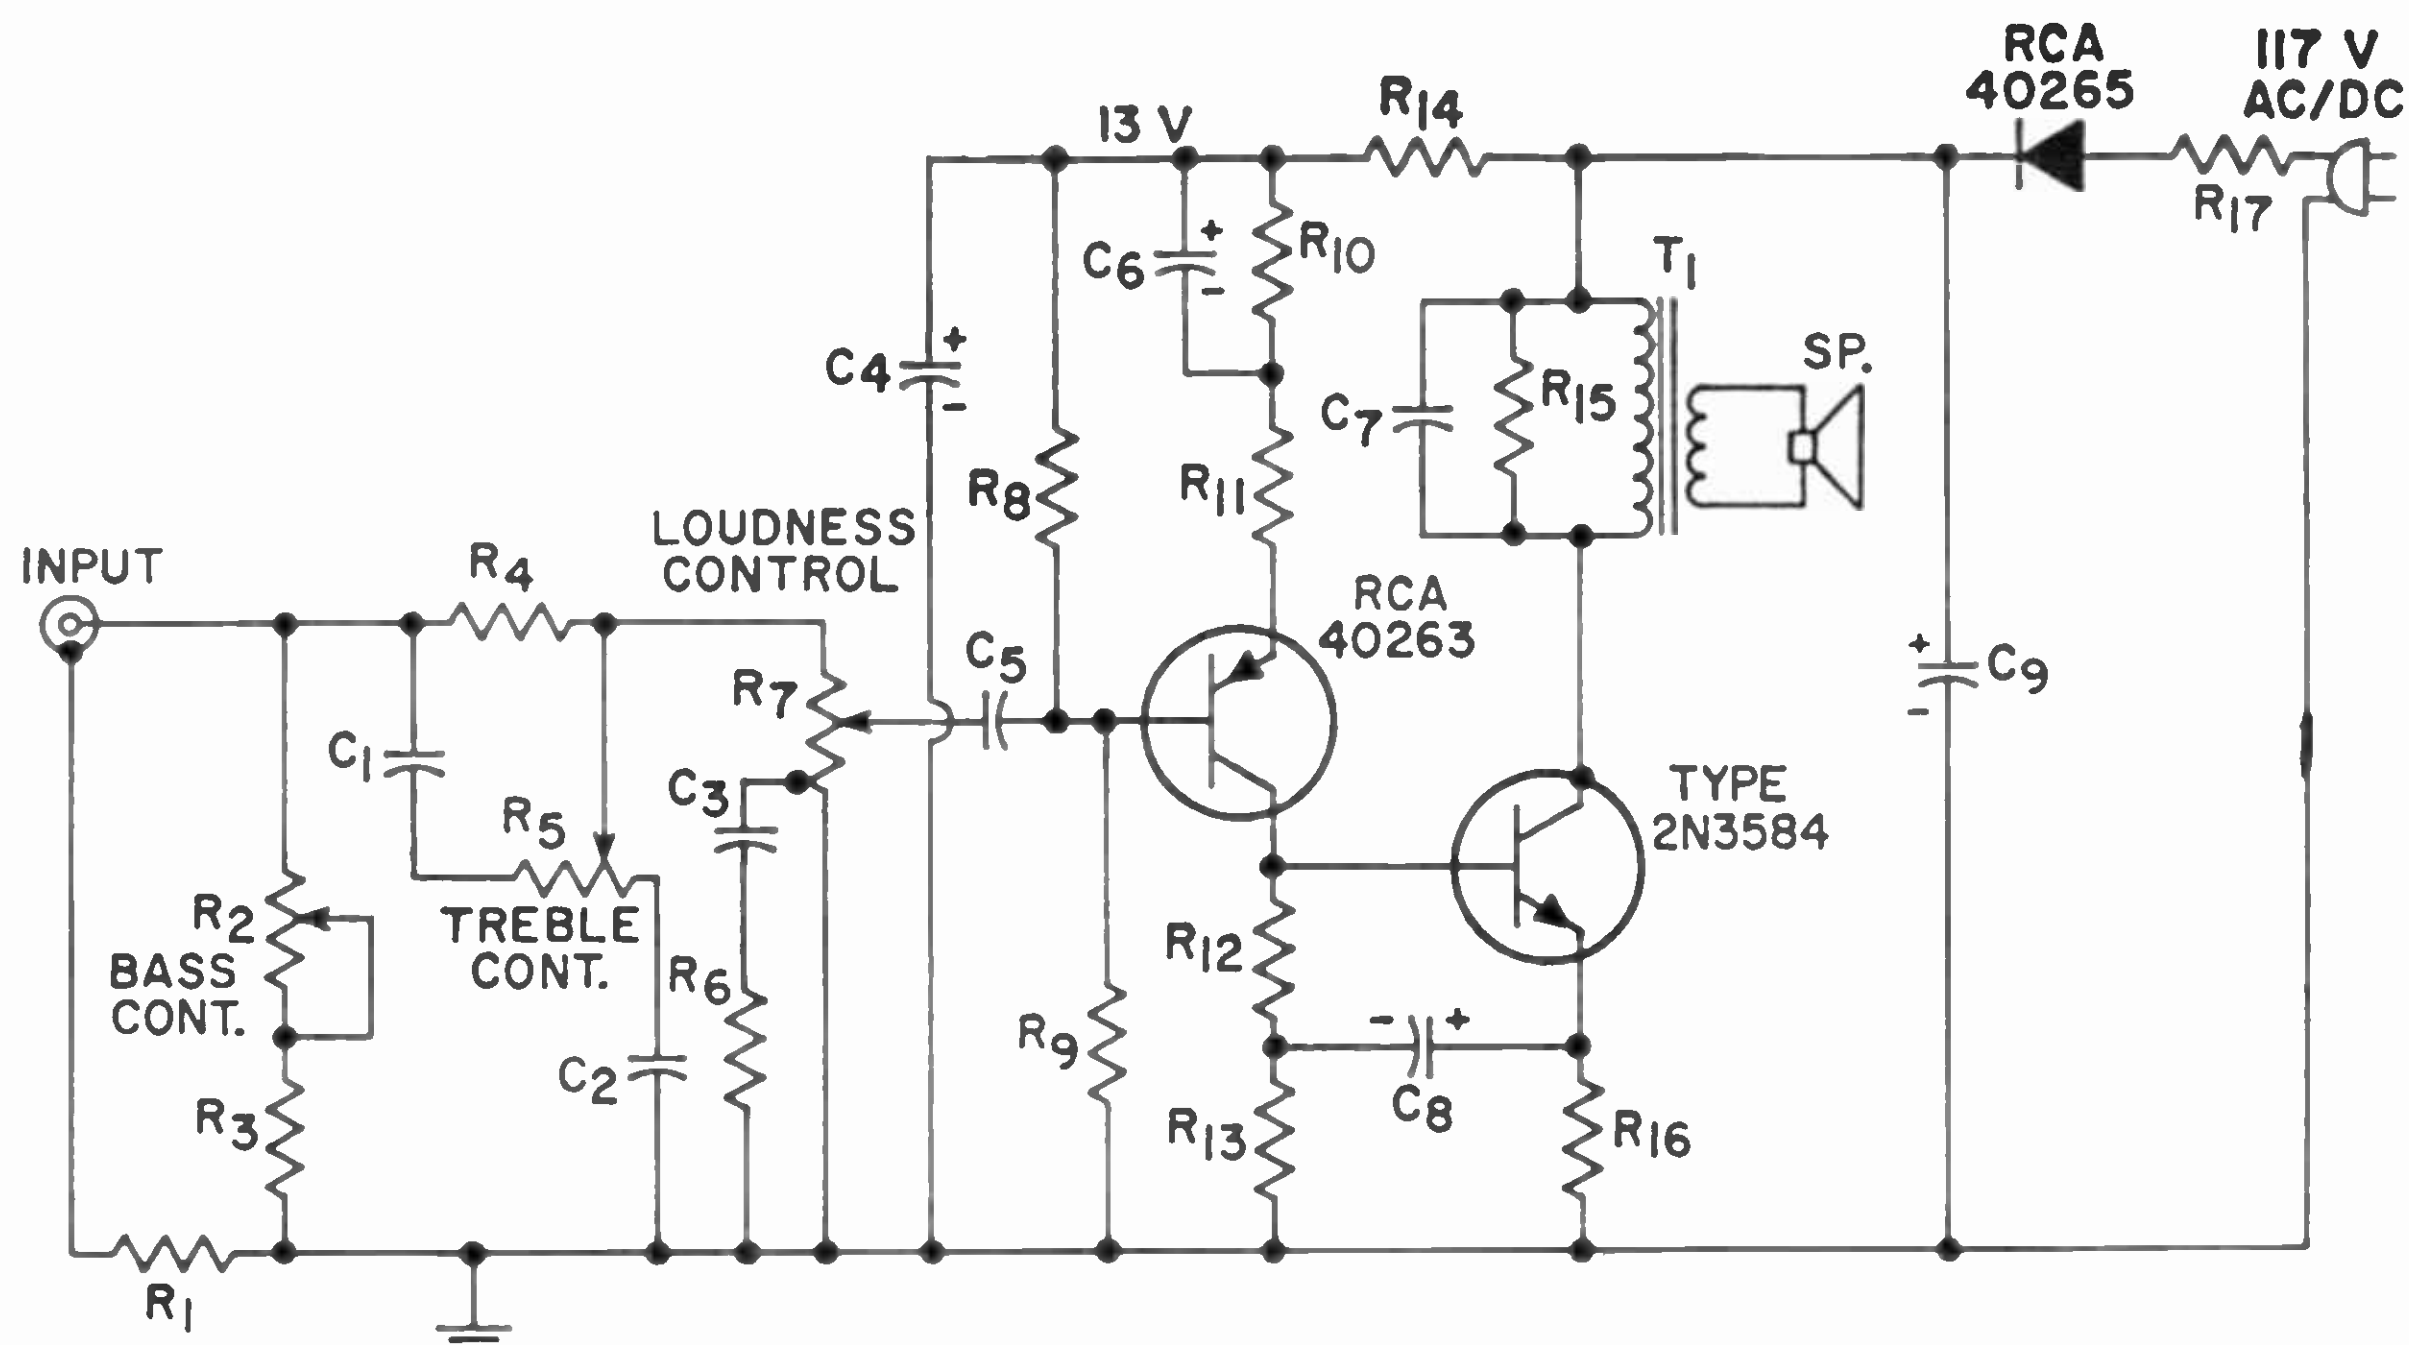 RCA
40265
117 V
AC/DC
13 V
R14
R17
C6
+
-
R10
T1
C4
+
-
C7
R15
SP.
R8
R11
INPUT
R4
LOUDNESS
CONTROL
RCA
40263
C5
R7
+
C9
-
C1
C3
R5
TYPE
2N3584
R2
BASS
CONT.
TREBLE
CONT.
R6
R12
R9
- +
C8
C2
R3
R13
R16
R1